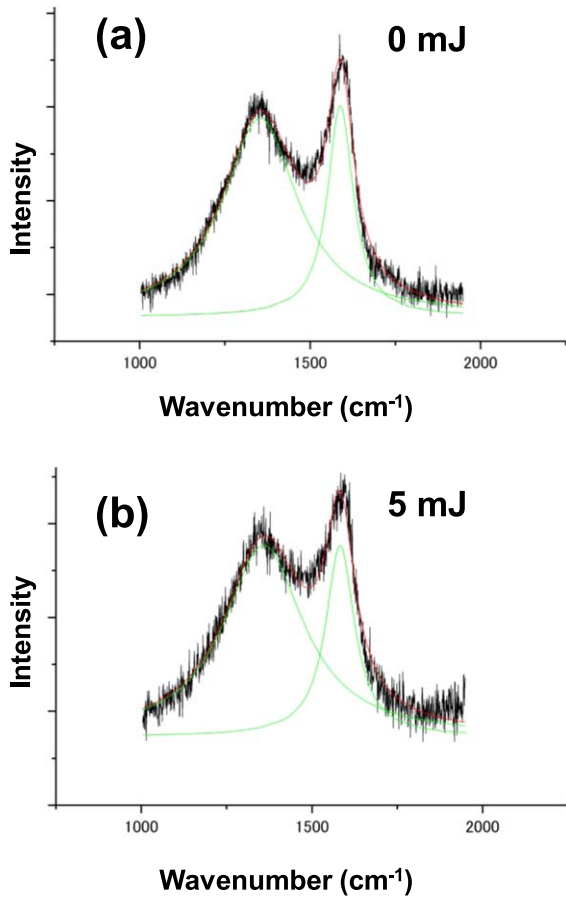 (a)
0 mJ
Intensity
1000 1500 2000
Wavenumber (cm-1)
(b)
5 mJ
Intensity
1000 1500 2000
Wavenumber (cm-1)